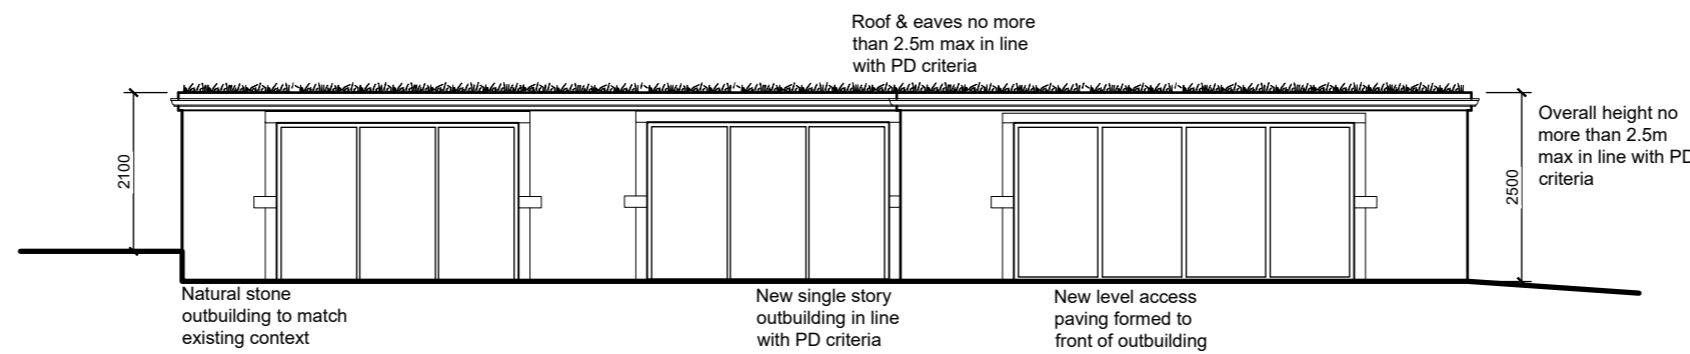 Roof & eaves no more
than 2.5m max in line
with PD criteria
Overall height no
more than 2.5m
max in line with PD
criteria
2100
2500
Natural stone
outbuilding to match
existing context
New single story
outbuilding in line
with PD criteria
New level access
paving formed to
front of outbuilding